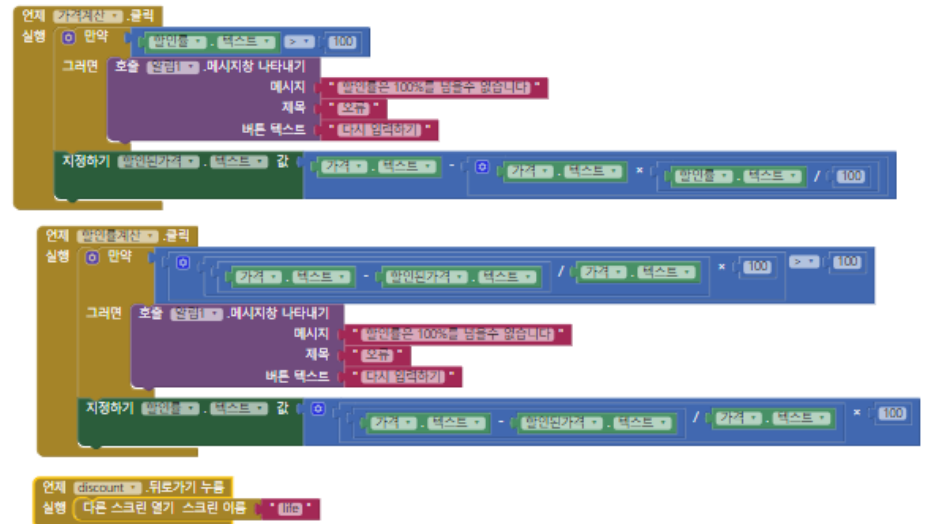 언제 가격계산 .클릭
실행 만약 할인률 . 텍스트 > 100
그러면 호출 알림1 .메시지창 나타내기
메시지 " 할인률은 100%를 넘을수 없습니다 "
제목 " 오류 "
버튼 텍스트 " 다시 입력하기 "
지정하기 할인된가격 . 텍스트 값 가격 . 텍스트 - 가격 . 텍스트 × 할인률 . 텍스트 / 100
언제 할인률계산 .클릭
실행 만약 가격 . 텍스트 - 할인된가격 . 텍스트 / 가격 . 텍스트 × 100 > 100
그러면 호출 알림1 .메시지창 나타내기
메시지 " 할인률은 100%를 넘을수 없습니다 "
제목 " 오류 "
버튼 텍스트 " 다시 입력하기 "
지정하기 할인률 . 텍스트 값 가격 . 텍스트 - 할인된가격 . 텍스트 / 가격 . 텍스트 × 100
언제 discount .뒤로가기 누름
실행 다른 스크린 열기 스크린 이름 " life "